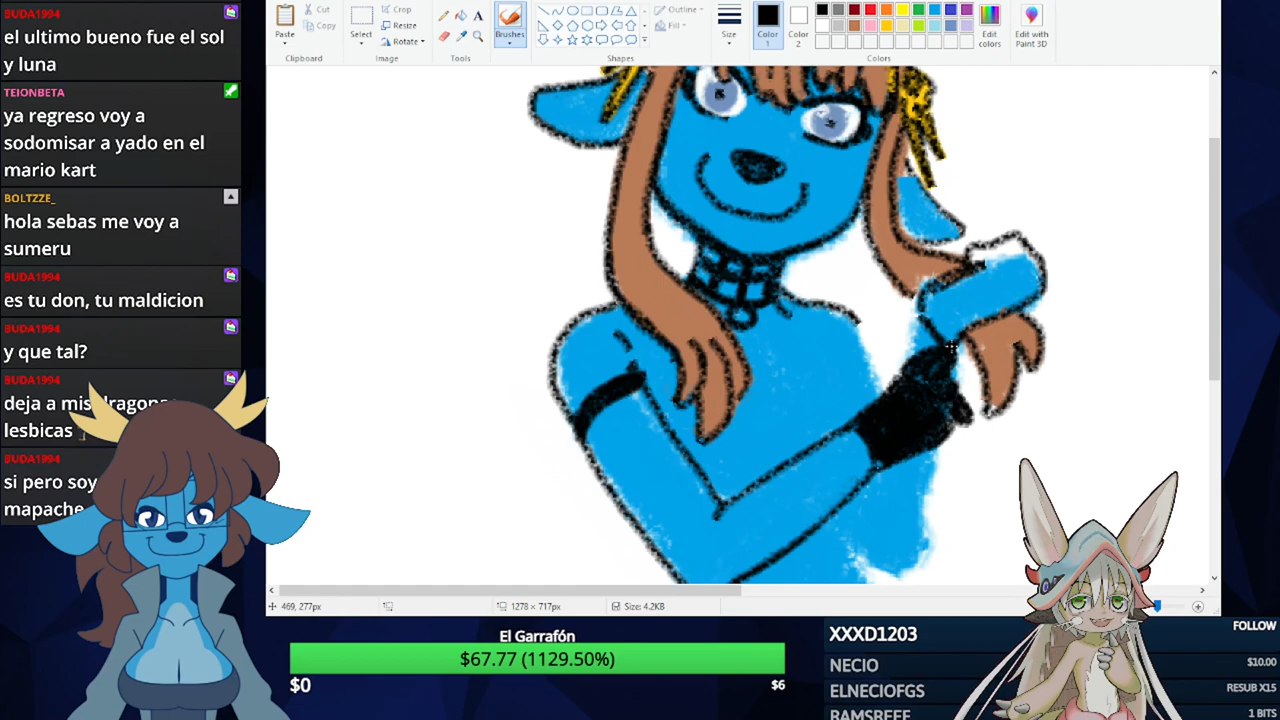 BUDA1994
el ultimo bueno fue el sol
y luna
TEIONBETA
ya regreso voy a
sodomisar a yado en el
mario kart
BOLTZZE_
hola sebas me voy a
sumeru
BUDA1994
es tu don, tu maldicion
BUDA1994
y que tal?
BUDA1994
deja a mis
lesbicas
BUDA1994
si pero soy
mapache
Paste
Cut
Copy
Clipboard
Select
Crop
Resize
Rotate
Image
Tools
Brushes
Shapes
Outline
Fill
Size
Color
1
Color
2
Edit
colors
Colors
Edit with
Paint 3D
469, 277px
1278 × 717px
Size: 4.2KB
El Garrafón
$67.77 (1129.50%)
$0
$6
XXXD1203
FOLLOW
NECIO
$10.00
ELNECIOFGS
RESUB X15
RAMSREEE
1 BITS